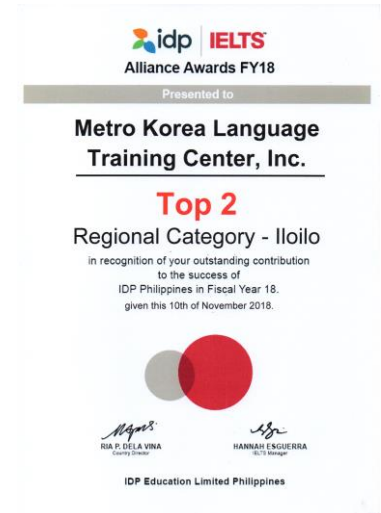 idp IELTS
Alliance Awards FY18
Presented to
Metro Korea Language
Training Center, Inc.
Top 2
Regional Category - Iloilo
in recognition of your outstanding contribution
to the success of
IDP Philippines in Fiscal Year 18.
given this 10th of November 2018.
RIA P. DELA VINA HANNAH ESGUERRA
Country Director IELTS Manager
IDP Education Limited Philippines